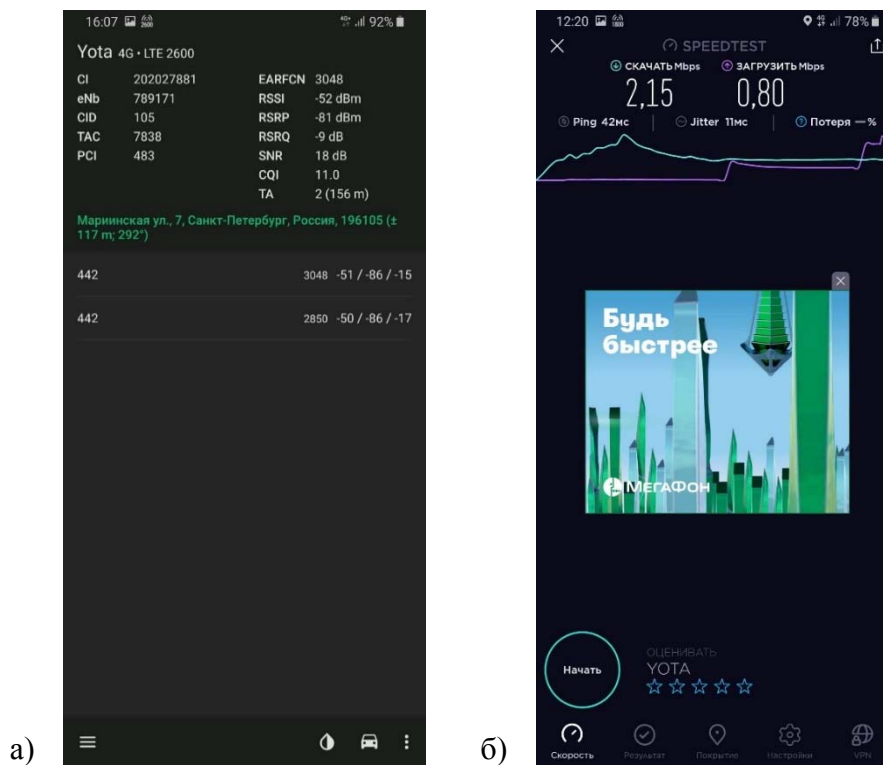 16:07 2600 4G+ 92%
Yota 4G • LTE 2600
CI 202027881 EARFCN 3048
eNb 789171 RSSI -52 dBm
CID 105 RSRP -81 dBm
TAC 7838 RSRQ -9 dB
PCI 483 SNR 18 dB
CQI 11.0
TA 2 (156 m)
Мариинская ул., 7, Санкт-Петербург, Россия, 196105 (±
117 m; 292°)
442 3048 -51 / -86 / -15
442 2850 -50 / -86 / -17
а)
12:20 1800 4G 78%
SPEEDTEST
СКАЧАТЬ Mbps ЗАГРУЗИТЬ Mbps
2,15 0,80
Ping 42мс Jitter 11мс Потеря — %
Будь
быстрее
МЕГАФОН
Начать
ОЦЕНИВАТЬ
YOTA
Скорость Результат Покрытие Настройки VPN
б)